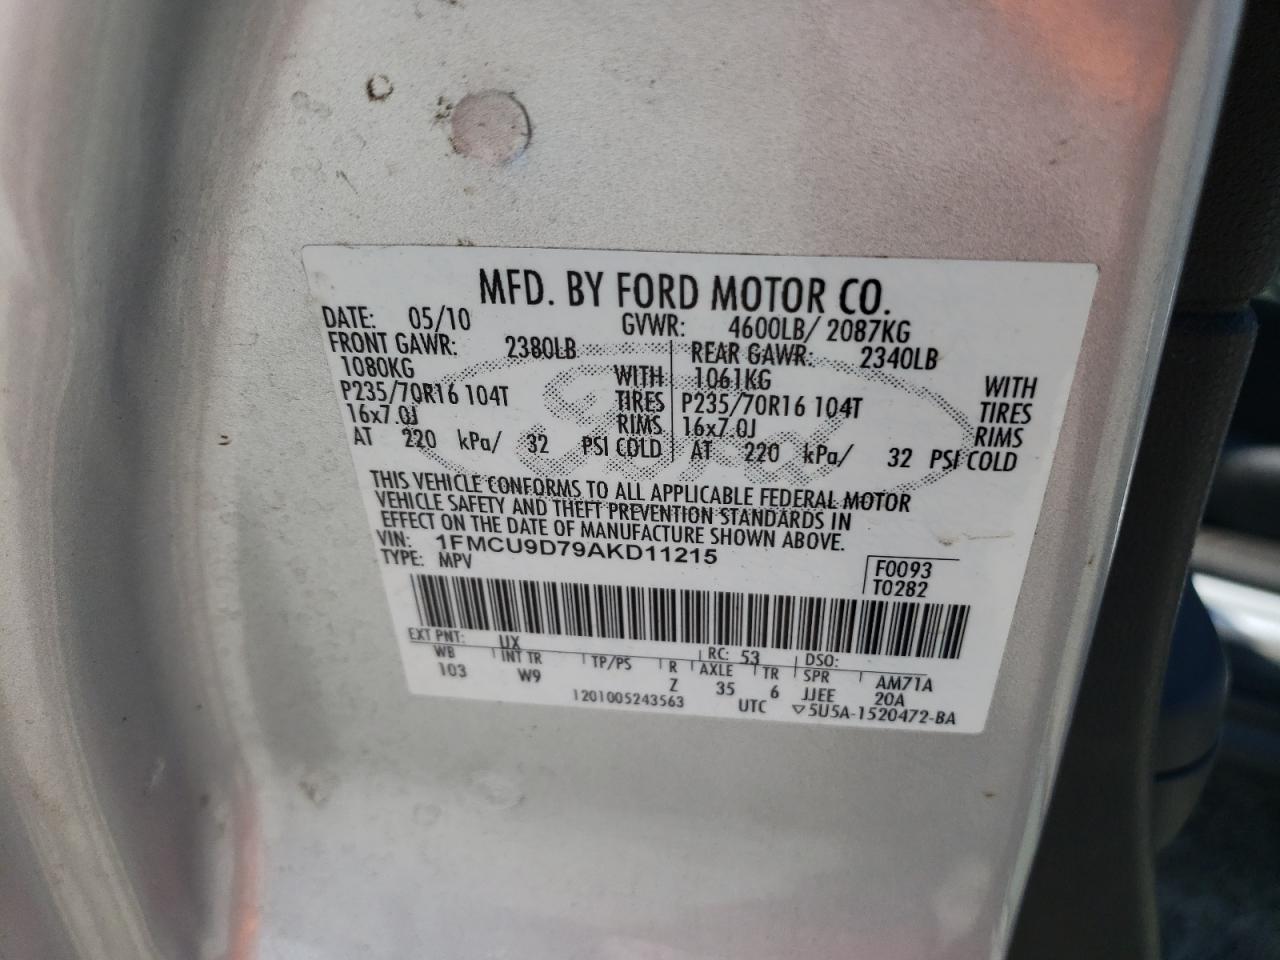 MFD. BY FORD MOTOR CO.
DATE: 05/10 GVWR: 4600LB/ 2087KG
FRONT GAWR: 2380LB REAR GAWR: 2340LB
1080KG WITH 1061KG WITH
P235/70R16 104T TIRES P235/70R16 104T TIRES
16x7.0J RIMS 16x7.0J RIMS
AT 220 kPa/ 32 PSI COLD AT 220 kPa/ 32 PSI COLD
Ford
THIS VEHICLE CONFORMS TO ALL APPLICABLE FEDERAL MOTOR
VEHICLE SAFETY AND THEFT PREVENTION STANDARDS IN
EFFECT ON THE DATE OF MANUFACTURE SHOWN ABOVE.
VIN: 1FMCU9D79AKD11215
TYPE: MPV
F0093
T0282
EXT PNT: UX RC: 53 DSO:
WB INT TR TP/PS R AXLE TR SPR AM71A
103 W9 Z 35 6 JJEE 20A
1201005243563 UTC ▽5U5A-1520472-BA